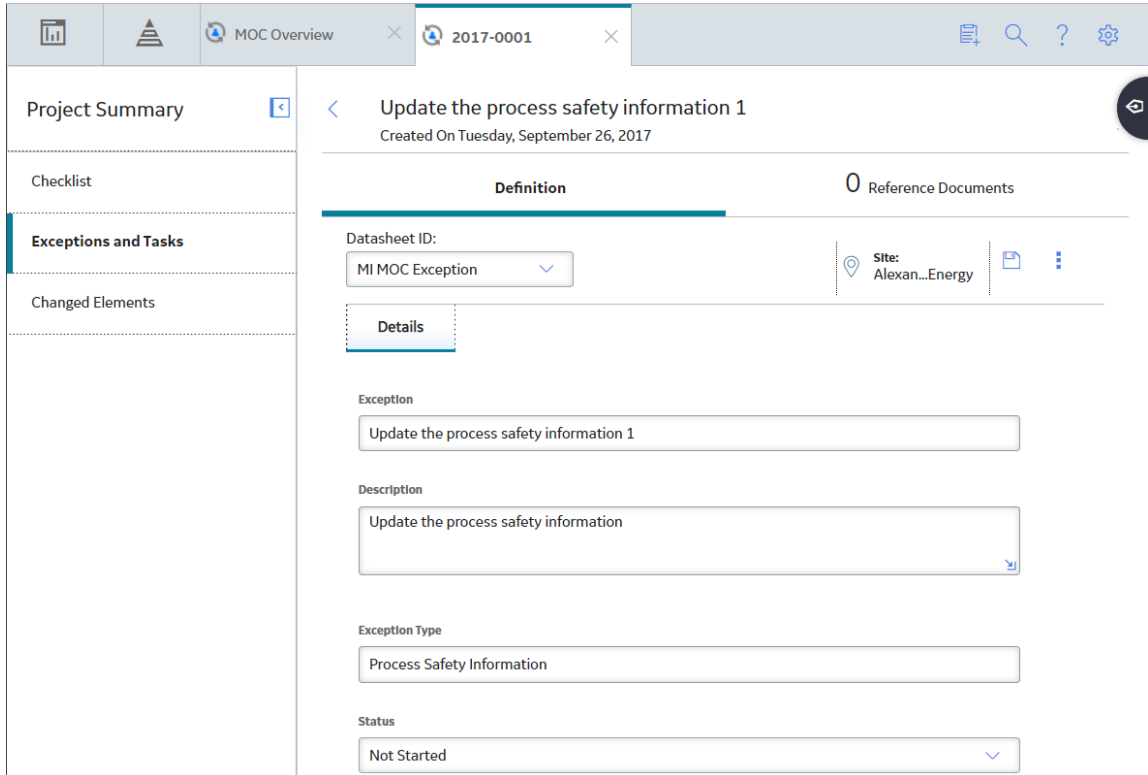 MOC Overview
2017-0001
Project Summary
Checklist
Exceptions and Tasks
Changed Elements
Update the process safety information 1
Created On Tuesday, September 26, 2017
Definition
0 Reference Documents
Datasheet ID:
MI MOC Exception
Site:
Alexan...Energy
Details
Exception
Update the process safety information 1
Description
Update the process safety information
Exception Type
Process Safety Information
Status
Not Started